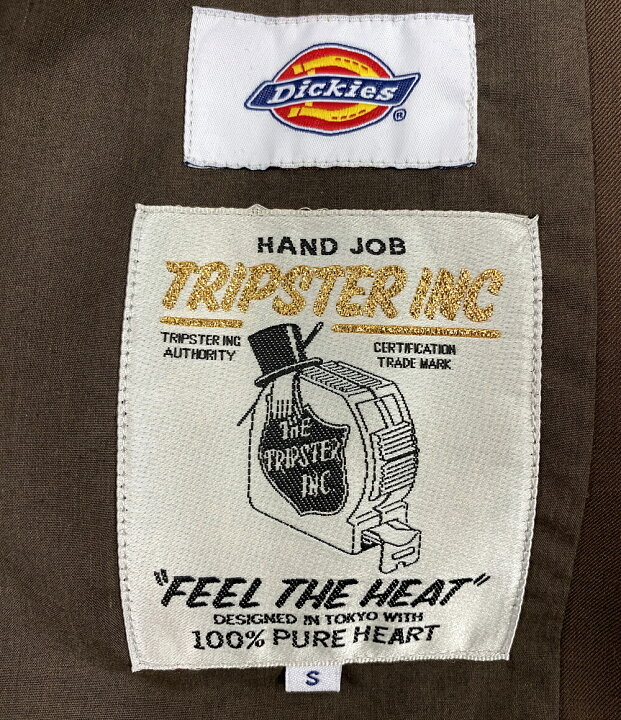 Dickies®
HAND JOB
TRIPSTER INC
TRIPSTER INC
AUTHORITY
CERTIFICATION
TRADE MARK
THE
TRIPSTER
INC
"FEEL THE HEAT"
DESIGNED IN TOKYO WITH
100% PURE HEART
S